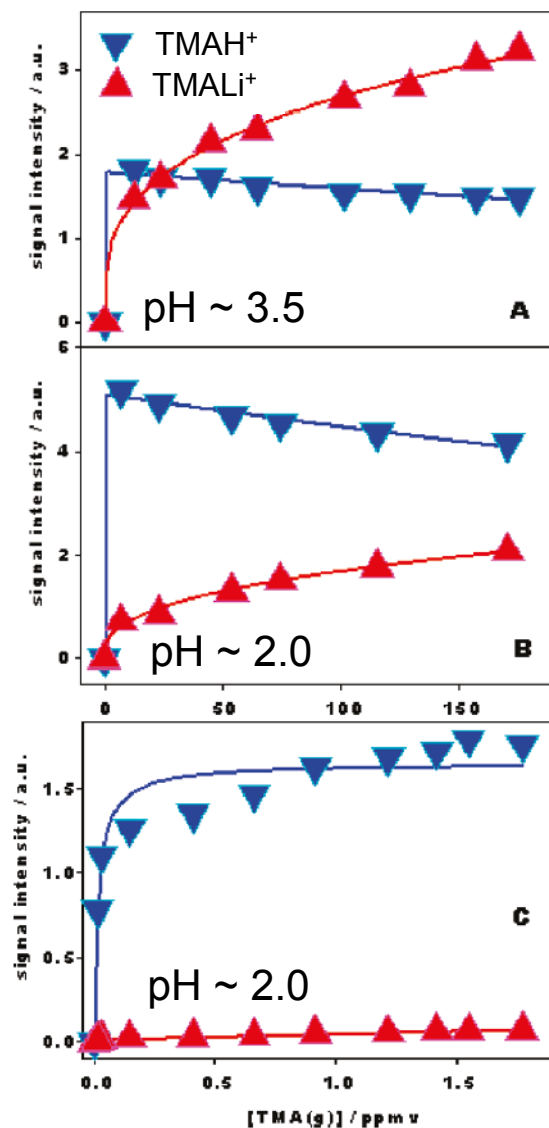 TMAH⁺
TMALi⁺
signal intensity / a.u.
3
2
1
0
pH ~ 3.5
A
signal intensity / a.u.
6
4
2
0
pH ~ 2.0
B
0 50 100 150
signal intensity / a.u.
1.5
1.0
0.5
0.0
C
pH ~ 2.0
0.0 0.5 1.0 1.5
[TMA(g)] / ppmv